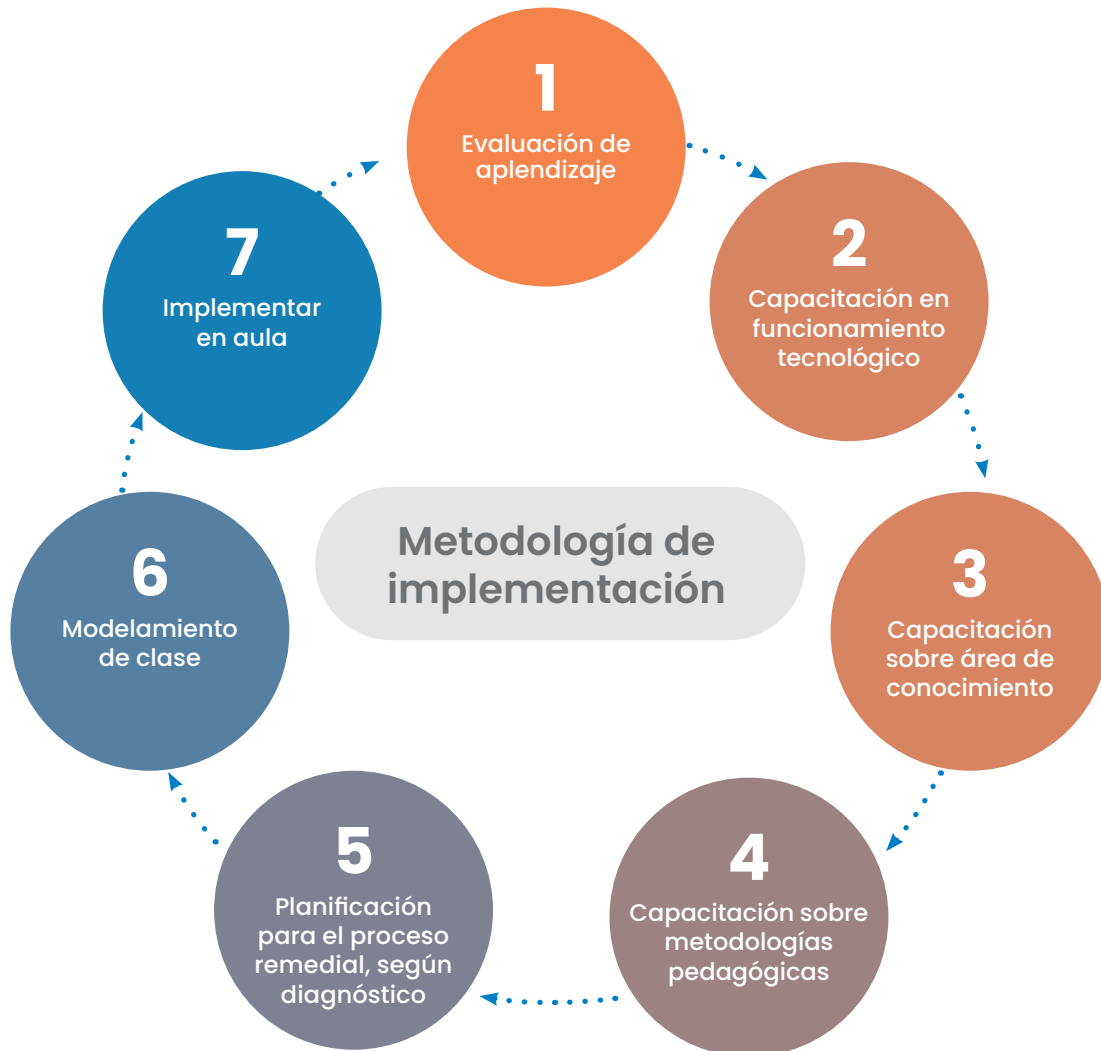 1
Evaluación de
aplendizaje
2
Capacitación en
funcionamiento
tecnológico
3
Capacitación
sobre área de
conocimiento
4
Capacitación sobre
metodologías
pedagógicas
5
Planificación
para el proceso
remedial, según
diagnóstico
6
Modelamiento
de clase
7
Implementar
en aula
Metodología de
implementación